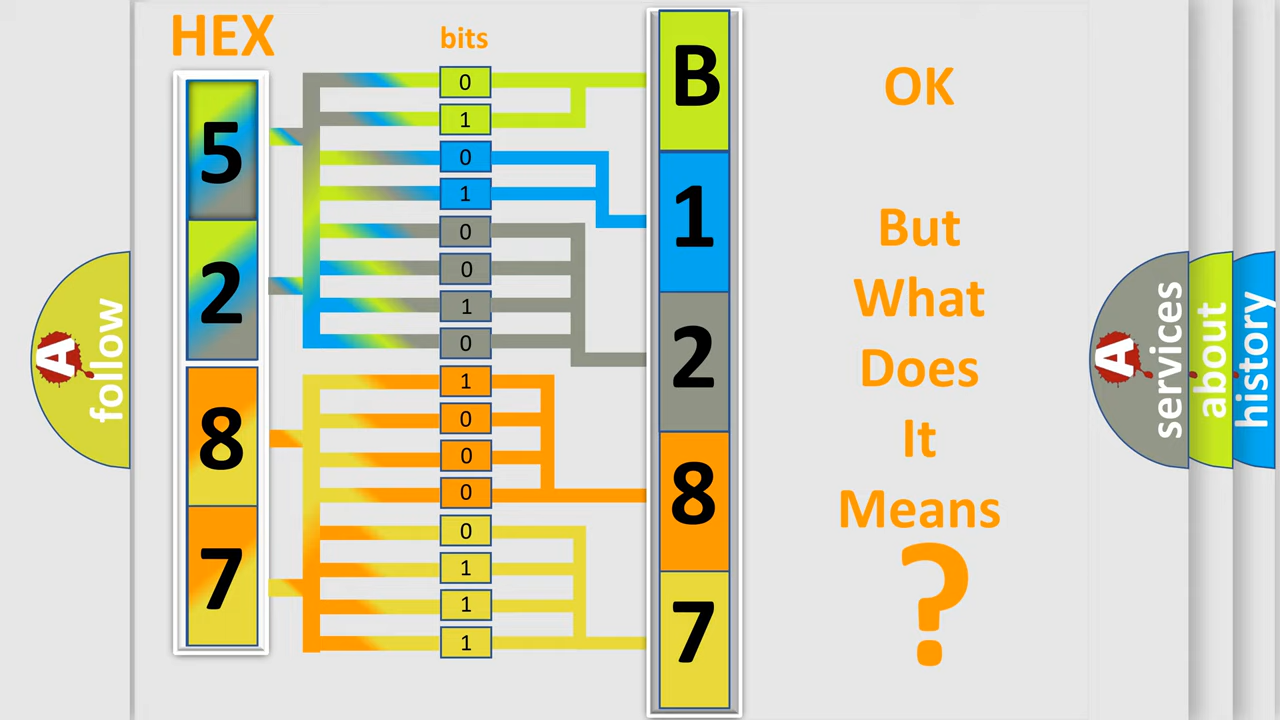 HEX
bits
5
2
8
7
0
1
0
1
0
0
1
0
1
0
0
0
0
1
1
1
B
1
2
8
7
OK
But
What
Does
It
Means
?
A
follow
A
services
about
history